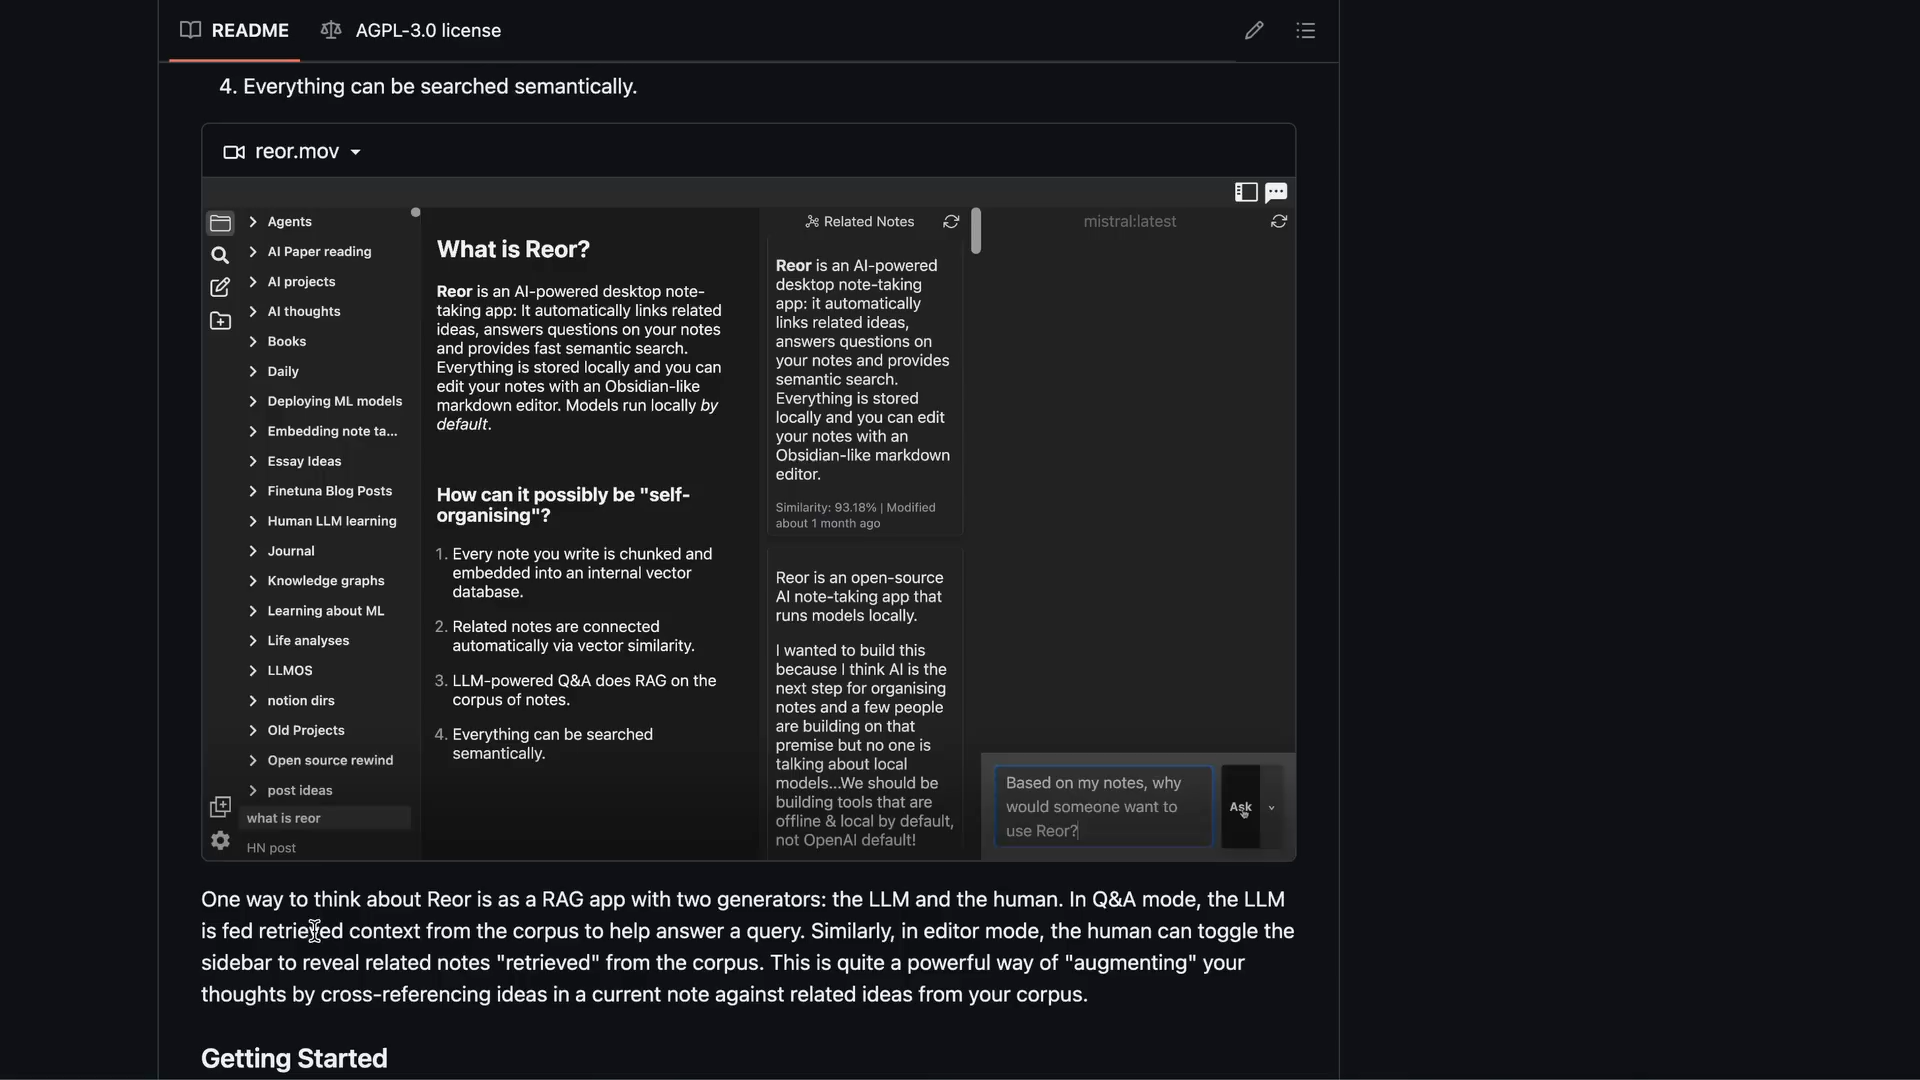 README
AGPL-3.0 license
4. Everything can be searched semantically.
reor.mov
Agents
AI Paper reading
AI projects
AI thoughts
Books
Daily
Deploying ML models
Embedding note ta...
Essay Ideas
Finetuna Blog Posts
Human LLM learning
Journal
Knowledge graphs
Learning about ML
Life analyses
LLMOS
notion dirs
Old Projects
Open source rewind
post ideas
what is reor
HN post
What is Reor?
Reor is an AI-powered desktop note-
taking app: it automatically links related
ideas, answers questions on your notes
and provides fast semantic search.
Everything is stored locally and you can
edit your notes with an Obsidian-like
markdown editor. Models run locally by
default.
How can it possibly be "self-
organising"?
1. Every note you write is chunked and
embedded into an internal vector
database.
2. Related notes are connected
automatically via vector similarity.
3. LLM-powered Q&A does RAG on the
corpus of notes.
4. Everything can be searched
semantically.
Related Notes
Reor is an AI-powered
desktop note-taking
app: it automatically
links related ideas,
answers questions on
your notes and provides
semantic search.
Everything is stored
locally and you can edit
your notes with an
Obsidian-like markdown
editor.
Similarity: 93.18% | Modified
about 1 month ago
Reor is an open-source
AI note-taking app that
runs models locally.
I wanted to build this
because I think AI is the
next step for organising
notes and a few people
are building on that
premise but no one is
talking about local
models...We should be
building tools that are
offline & local by default,
not OpenAI default!
mistral:latest
Based on my notes, why
would someone want to
use Reor?
Ask
One way to think about Reor is as a RAG app with two generators: the LLM and the human. In Q&A mode, the LLM
is fed retrieved context from the corpus to help answer a query. Similarly, in editor mode, the human can toggle the
sidebar to reveal related notes "retrieved" from the corpus. This is quite a powerful way of "augmenting" your
thoughts by cross-referencing ideas in a current note against related ideas from your corpus.
Getting Started